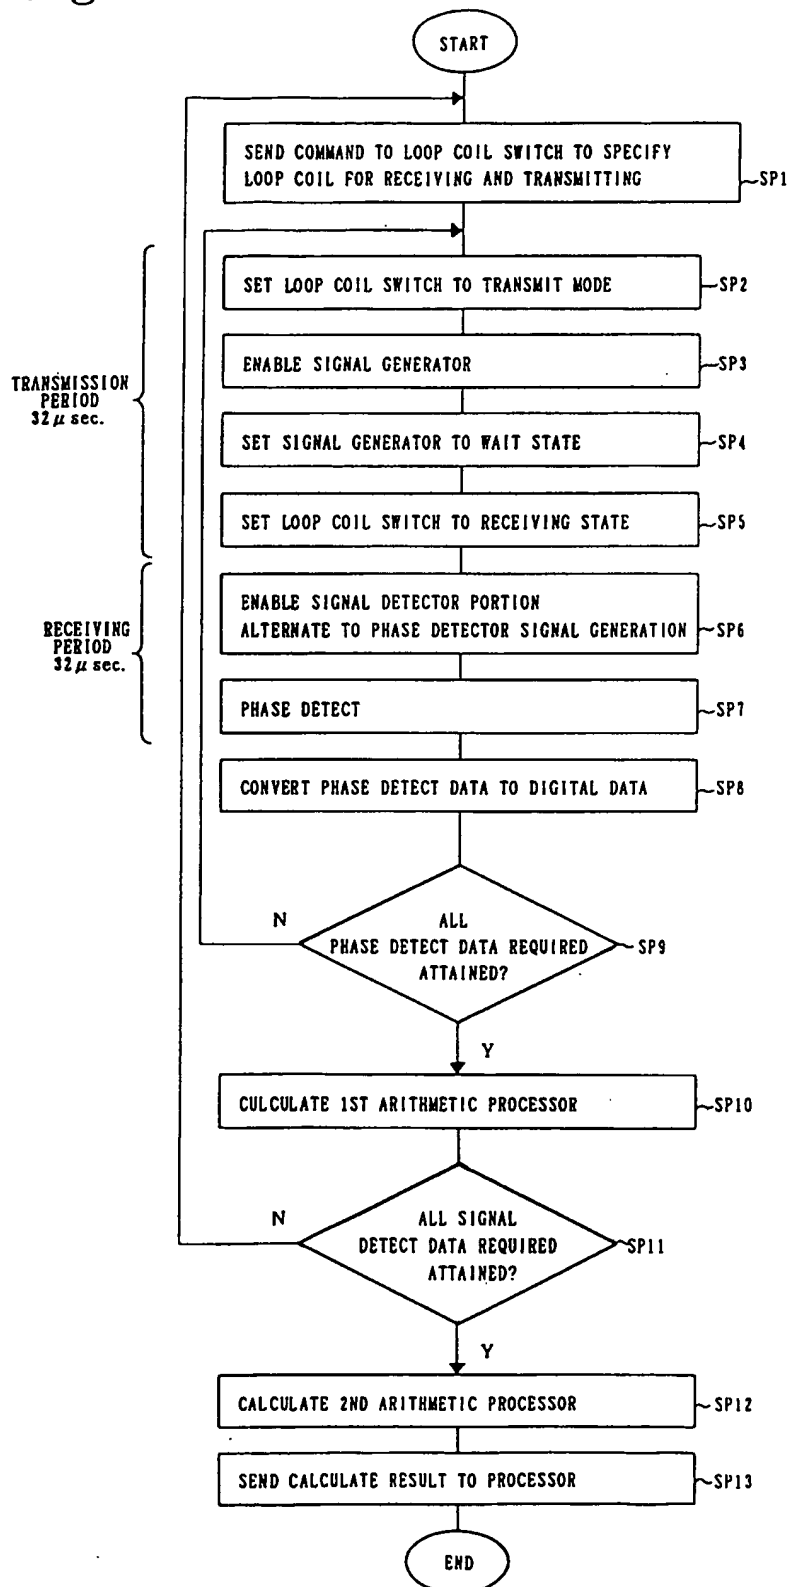 START
SEND COMMAND TO LOOP COIL SWITCH TO SPECIFY
LOOP COIL FOR RECEIVING AND TRANSMITTING
SP1
SET LOOP COIL SWITCH TO TRANSMIT MODE
SP2
ENABLE SIGNAL GENERATOR
SP3
TRANSMISSION
PERIOD
32 μ sec.
SET SIGNAL GENERATOR TO WAIT STATE
SP4
SET LOOP COIL SWITCH TO RECEIVING STATE
SP5
ENABLE SIGNAL DETECTOR PORTION
ALTERNATE TO PHASE DETECTOR SIGNAL GENERATION
SP6
RECEIVING
PERIOD
32 μ sec.
PHASE DETECT
SP7
CONVERT PHASE DETECT DATA TO DIGITAL DATA
SP8
N
ALL
PHASE DETECT DATA REQUIRED
ATTAINED?
SP9
Y
CULCULATE 1ST ARITHMETIC PROCESSOR
SP10
N
ALL SIGNAL
DETECT DATA REQUIRED
ATTAINED?
SP11
Y
CALCULATE 2ND ARITHMETIC PROCESSOR
SP12
SEND CALCULATE RESULT TO PROCESSOR
SP13
END